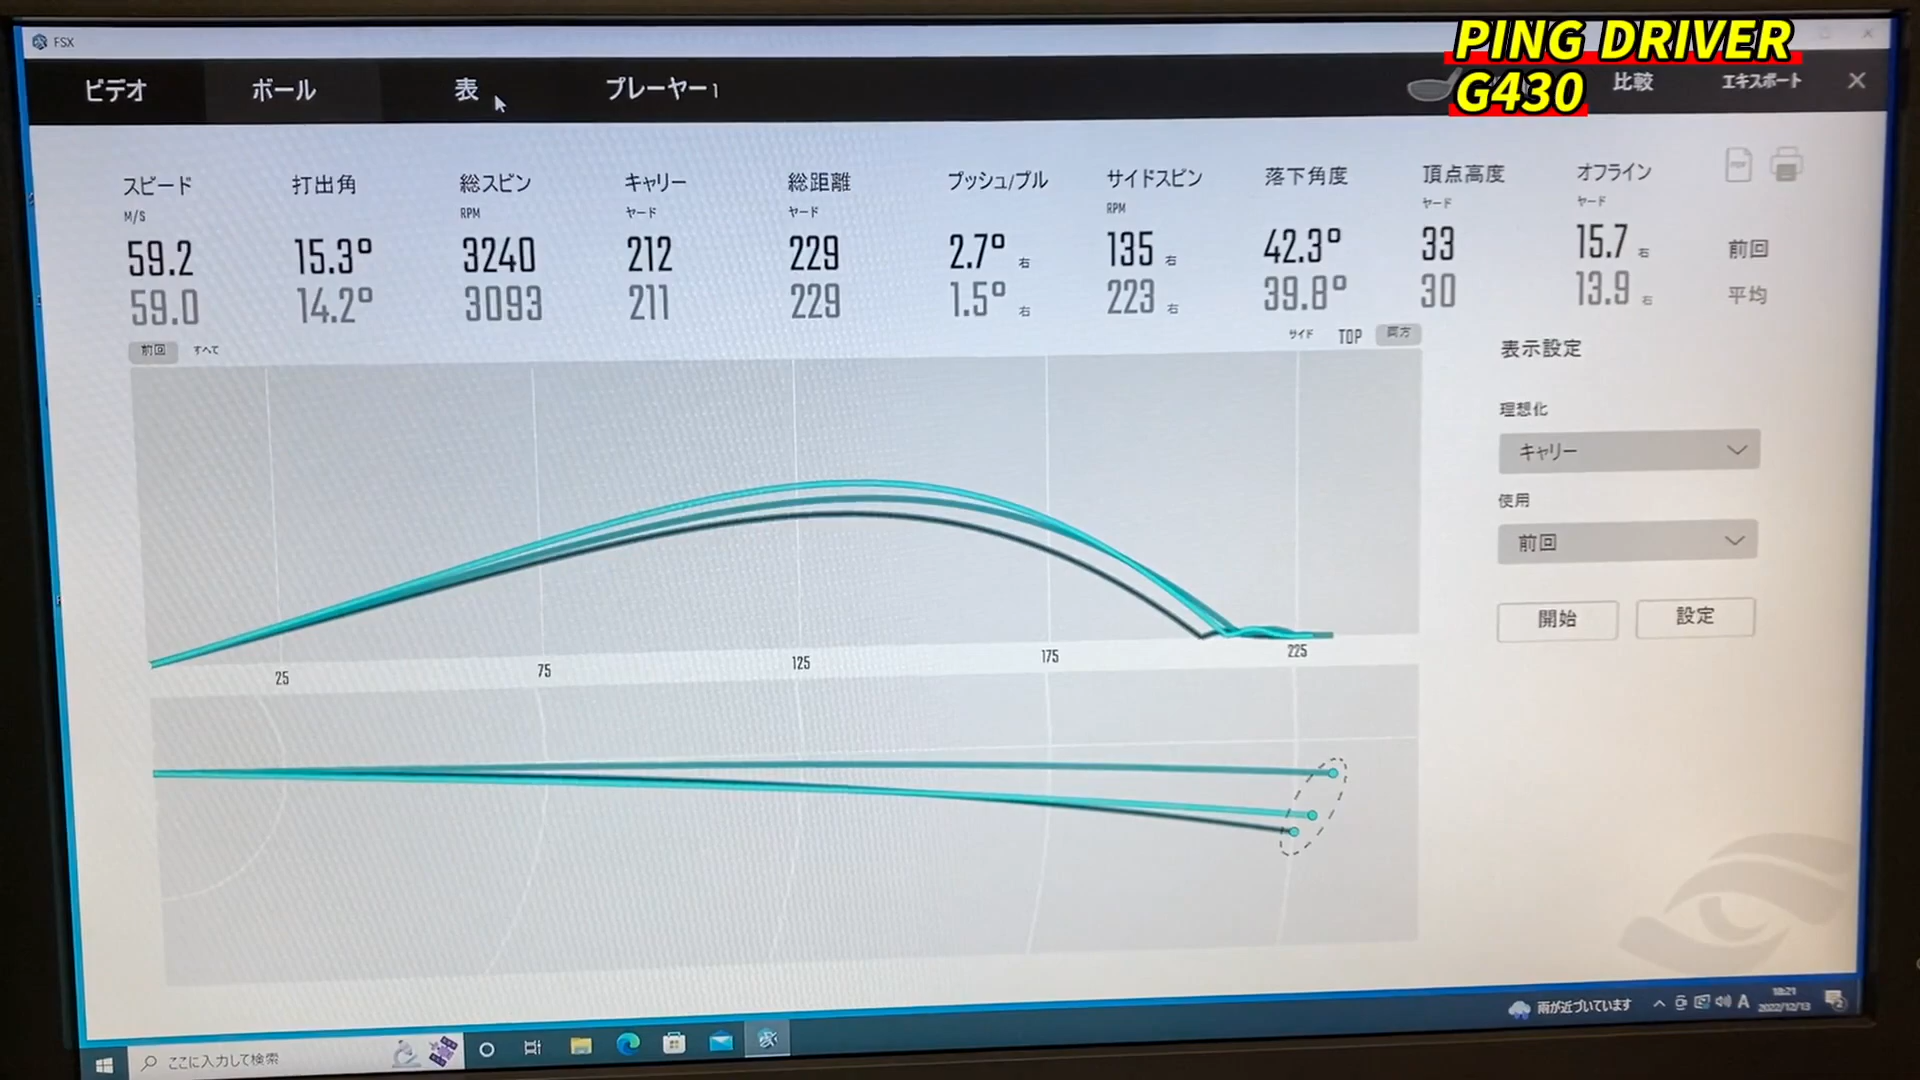 FSX
PING DRIVER
G430
ビデオ ボール 表 プレーヤー1 比較 エキスポート
スピード 打出角 総スピン キャリー 総距離 プッシュ/プル サイドスピン 落下角度 頂点高度 オフライン
M/S RPM ヤード ヤード RPM ヤード ヤード
59.2 15.3° 3240 212 229 2.7° 右 135 右 42.3° 33 15.7 右 前回
59.0 14.2° 3093 211 229 1.5° 右 223 右 39.8° 30 13.9 右 平均
前回 すべて サイド TOP 両方
表示設定
理想化
キャリー
使用
前回
開始 設定
25 75 125 175 225
雨が近づいています A 18:21
2022/12/13
ここに入力して検索
PDF